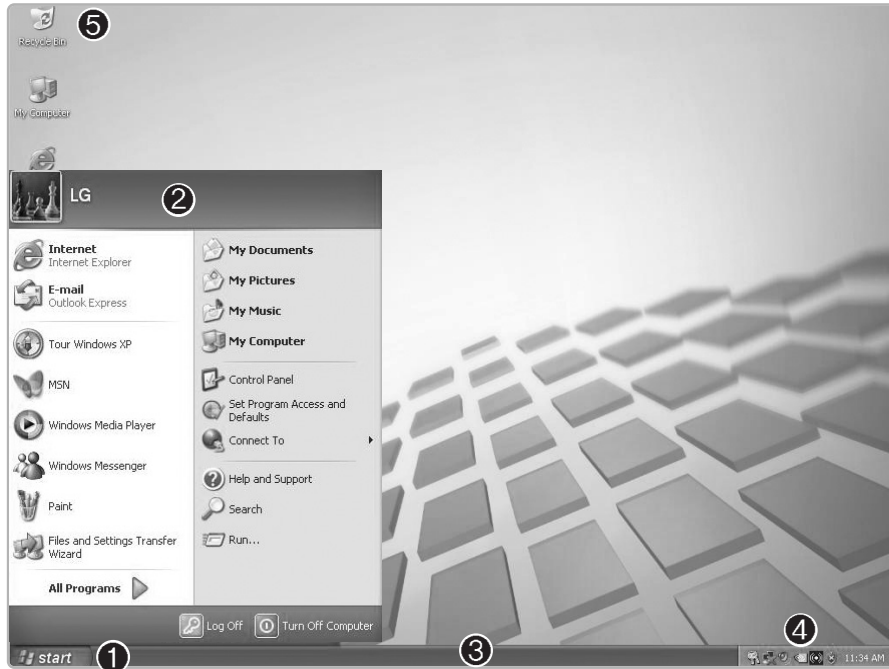 5
Recycle Bin
My Computer
LG
2
Internet
Internet Explorer
E-mail
Outlook Express
Tour Windows XP
MSN
Windows Media Player
Windows Messenger
Paint
Files and Settings Transfer
Wizard
All Programs
My Documents
My Pictures
My Music
My Computer
Control Panel
Set Program Access and
Defaults
Connect To
Help and Support
Search
Run...
Log Off
Turn Off Computer
start
1
3
4
11:34 AM